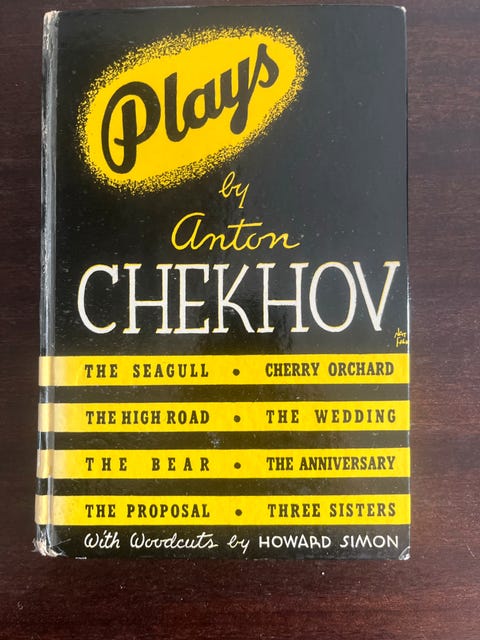 Plays
by
Anton
CHEKHOV
THE SEAGULL • CHERRY ORCHARD
THE HIGH ROAD • THE WEDDING
THE BEAR • THE ANNIVERSARY
THE PROPOSAL • THREE SISTERS
With Woodcuts by HOWARD SIMON